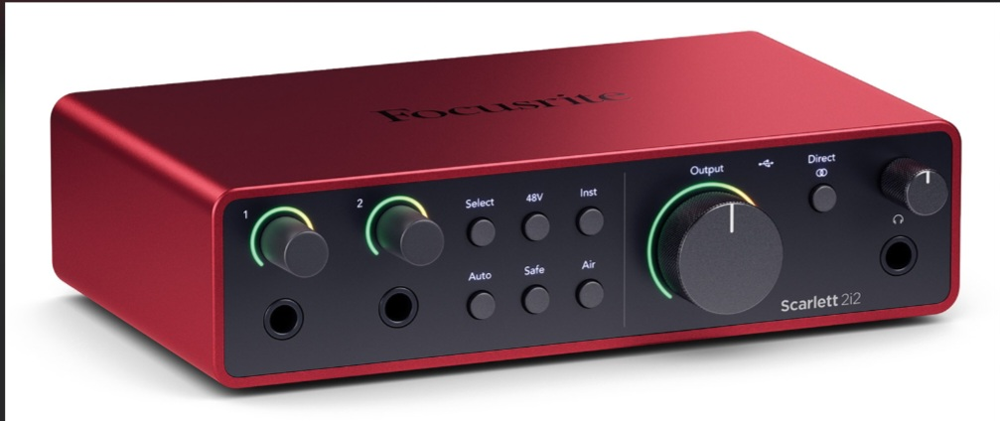 Focusrite
1
2
Select 48V Inst
Auto Safe Air
Output
Direct
Scarlett 2i2